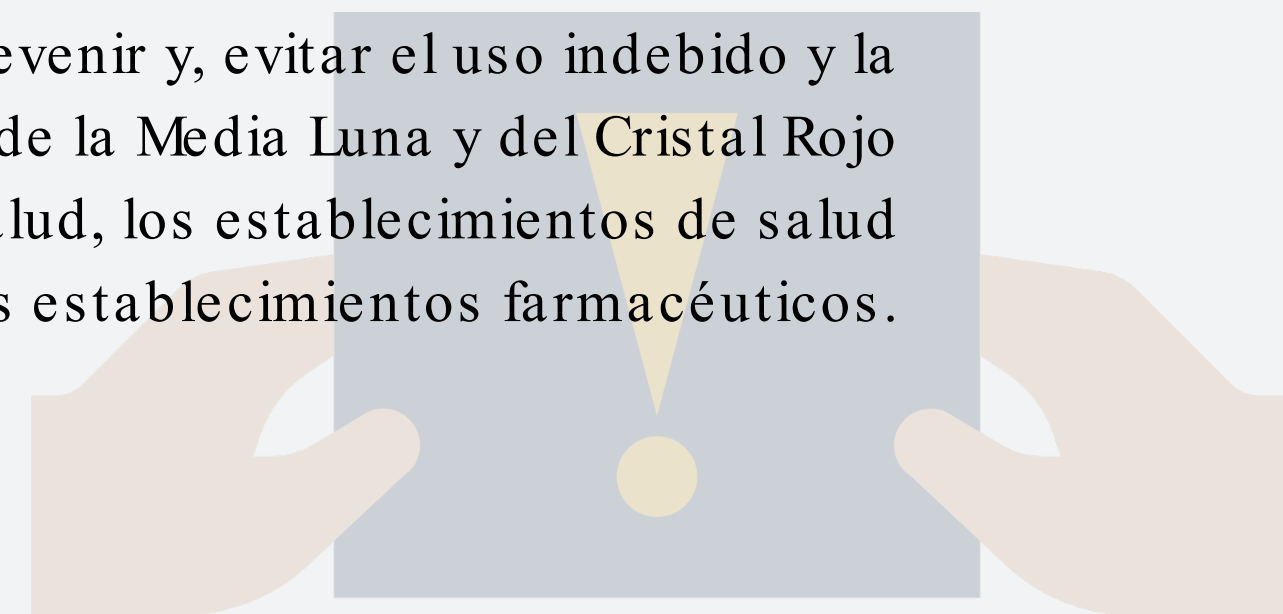 evenir y, evitar el uso indebido y la
de la Media Luna y del Cristal Rojo
lud, los establecimientos de salud
s establecimientos farmacéuticos.